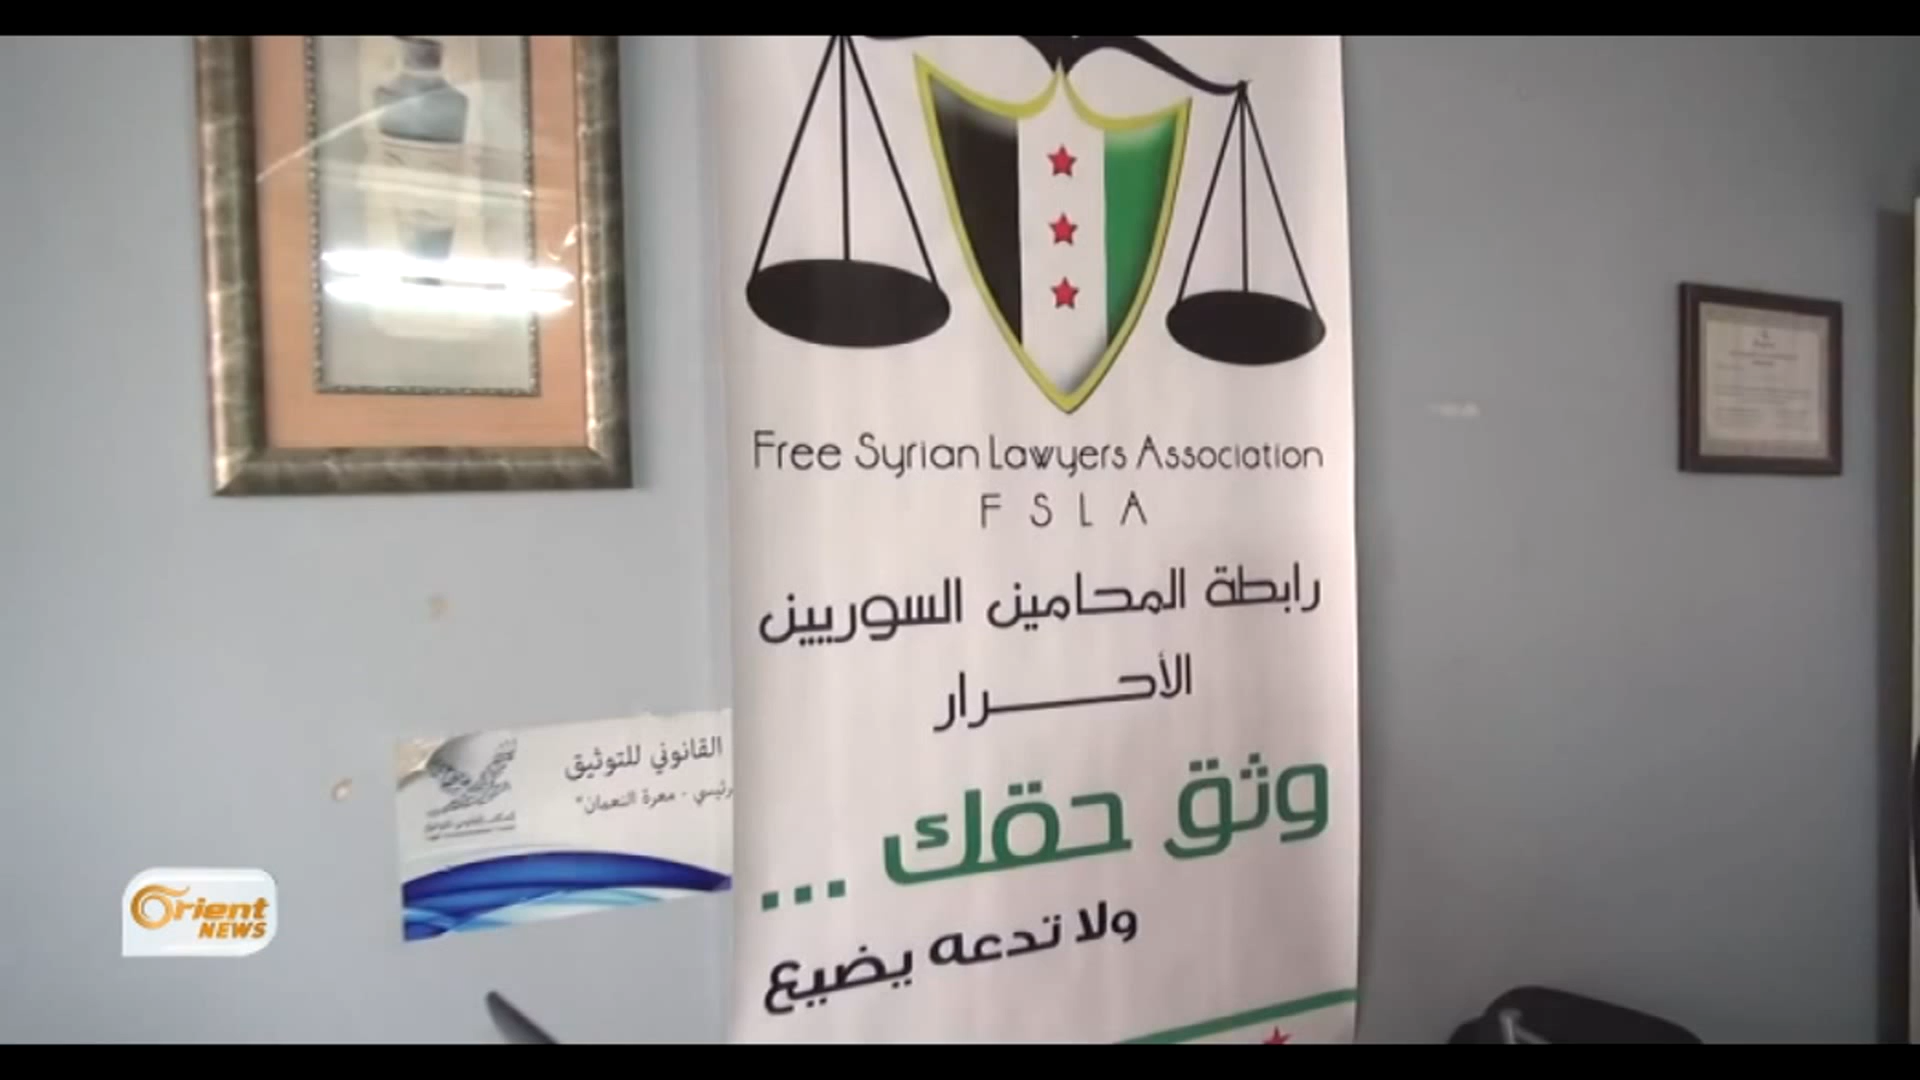 Free Syrian Lawyers Association
F S L A
رابطة المحامين السوريين
الأحرار
وثق حقك ...
ولا تدعه يضيع
القانوني للتوثيق
رئيسي - معرة النعمان"
Orient
NEWS